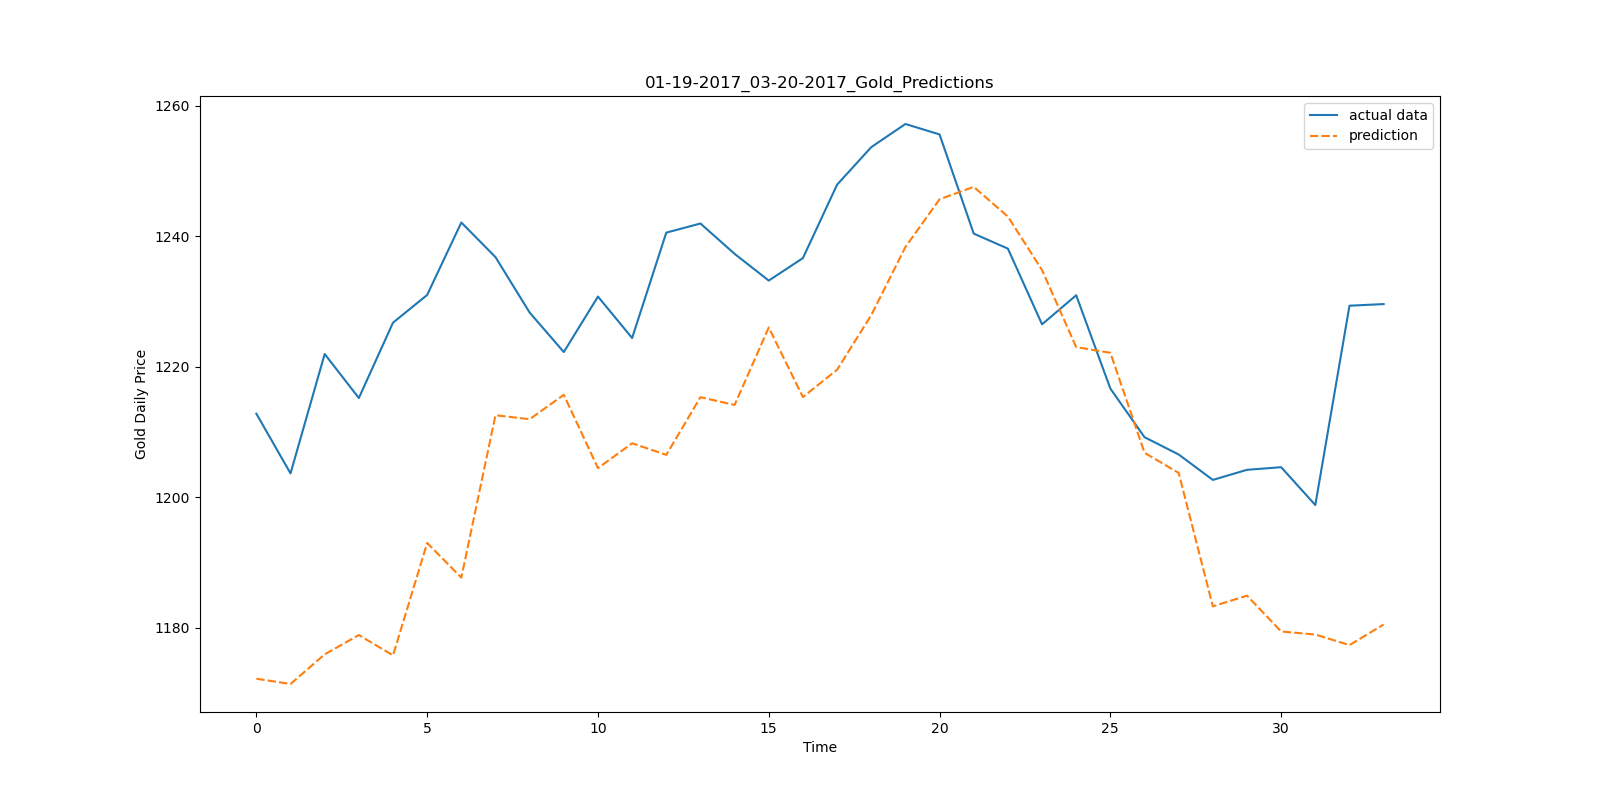 01-19-2017_03-20-2017_Gold_Predictions
actual data
prediction
Gold Daily Price
1260
1240
1220
1200
1180
0 5 10 15 20 25 30
Time